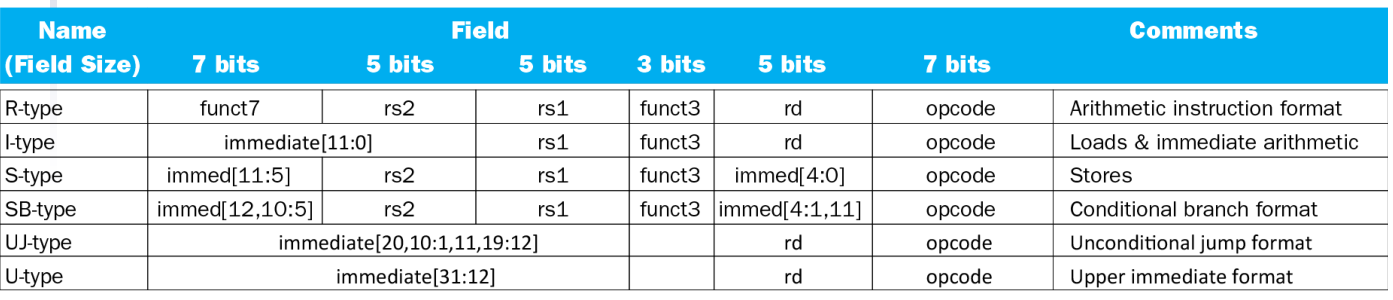 Name Field Comments
(Field Size) 7 bits 5 bits 5 bits 3 bits 5 bits 7 bits
R-type funct7 rs2 rs1 funct3 rd opcode Arithmetic instruction format
I-type immediate[11:0] rs1 funct3 rd opcode Loads & immediate arithmetic
S-type immed[11:5] rs2 rs1 funct3 immed[4:0] opcode Stores
SB-type immed[12,10:5] rs2 rs1 funct3 immed[4:1,11] opcode Conditional branch format
UJ-type immediate[20,10:1,11,19:12] rd opcode Unconditional jump format
U-type immediate[31:12] rd opcode Upper immediate format